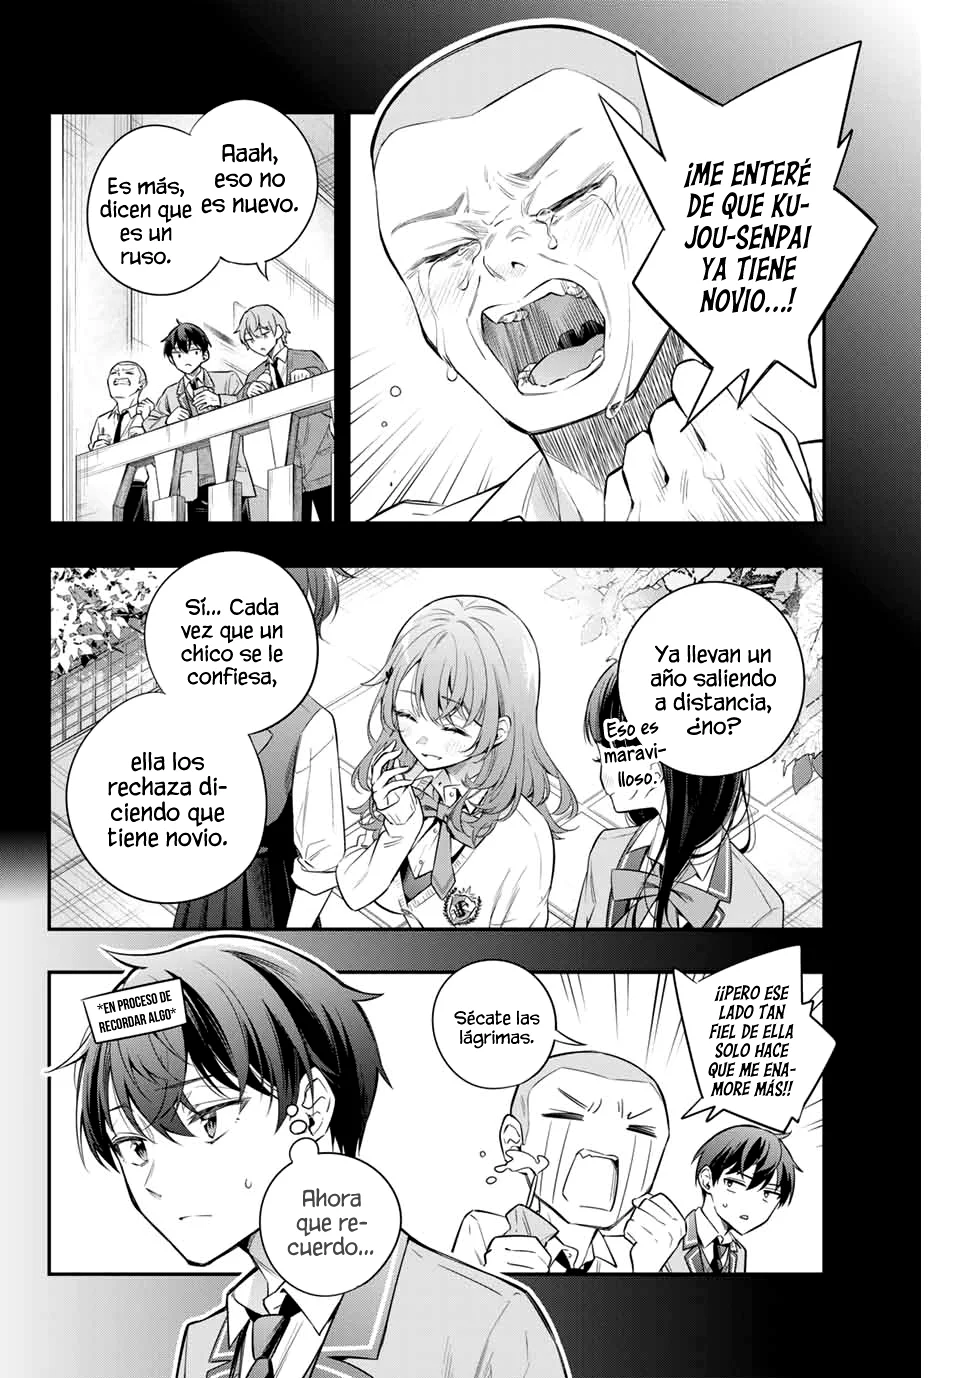 ¡ME ENTERÉ
DE QUE KU-
JOU-SENPAI
YA TIENE
NOVIO...!
Aaah,
eso no
es nuevo.
Es más,
dicen que
es un
ruso.
Ya llevan un
año saliendo
a distancia,
¿no?
Eso es
maravi-
lloso.
Sí... Cada
vez que un
chico se le
confiesa,
ella los
rechaza di-
ciendo que
tiene novio.
¡¡PERO ESE
LADO TAN
FIEL DE ELLA
SOLO HACE
QUE ME ENA-
MORE MÁS!!
Sécate las
lágrimas.
*EN PROCESO DE
RECORDAR ALGO*
Ahora
que re-
cuerdo...